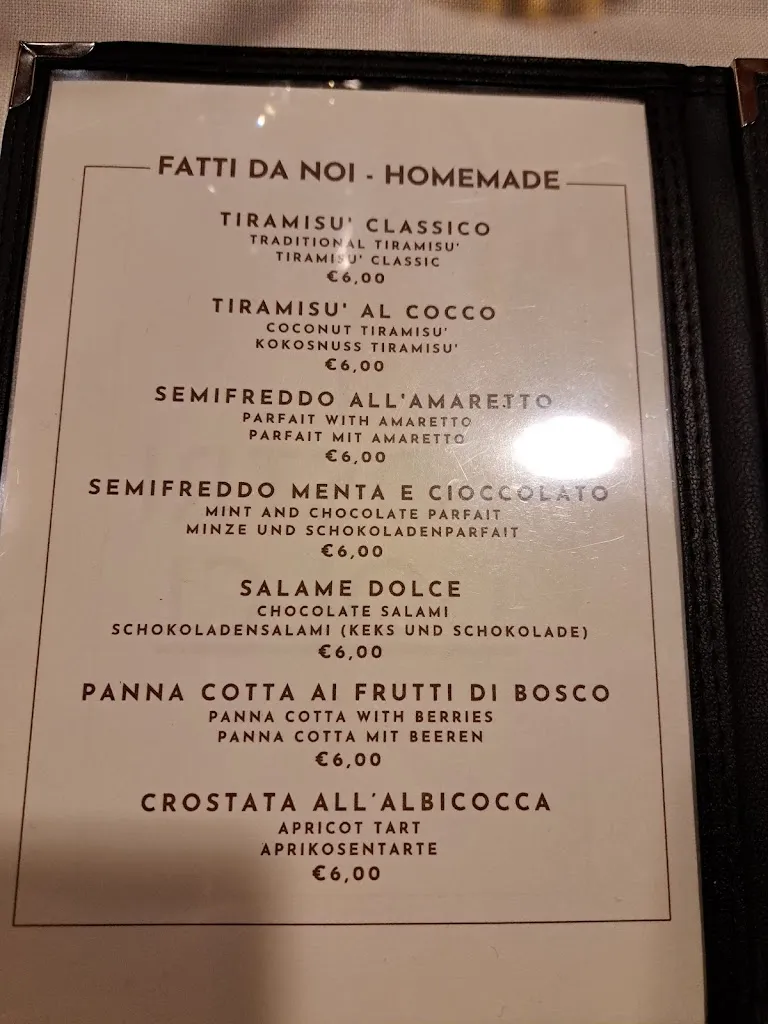 FATTI DA NOI - HOMEMADE
TIRAMISU' CLASSICO
TRADITIONAL TIRAMISU'
TIRAMISU' CLASSIC
€6,00
TIRAMISU' AL COCCO
COCONUT TIRAMISU'
KOKOSNUSS TIRAMISU'
€6,00
SEMIFREDDO ALL'AMARETTO
PARFAIT WITH AMARETTO
PARFAIT MIT AMARETTO
€6,00
SEMIFREDDO MENTA E CIOCCOLATO
MINT AND CHOCOLATE PARFAIT
MINZE UND SCHOKOLADENPARFAIT
€6,00
SALAME DOLCE
CHOCOLATE SALAMI
SCHOKOLADENSALAMI (KEKS UND SCHOKOLADE)
€6,00
PANNA COTTA AI FRUTTI DI BOSCO
PANNA COTTA WITH BERRIES
PANNA COTTA MIT BEEREN
€6,00
CROSTATA ALL'ALBICOCCA
APRICOT TART
APRIKOSENTARTE
€6,00